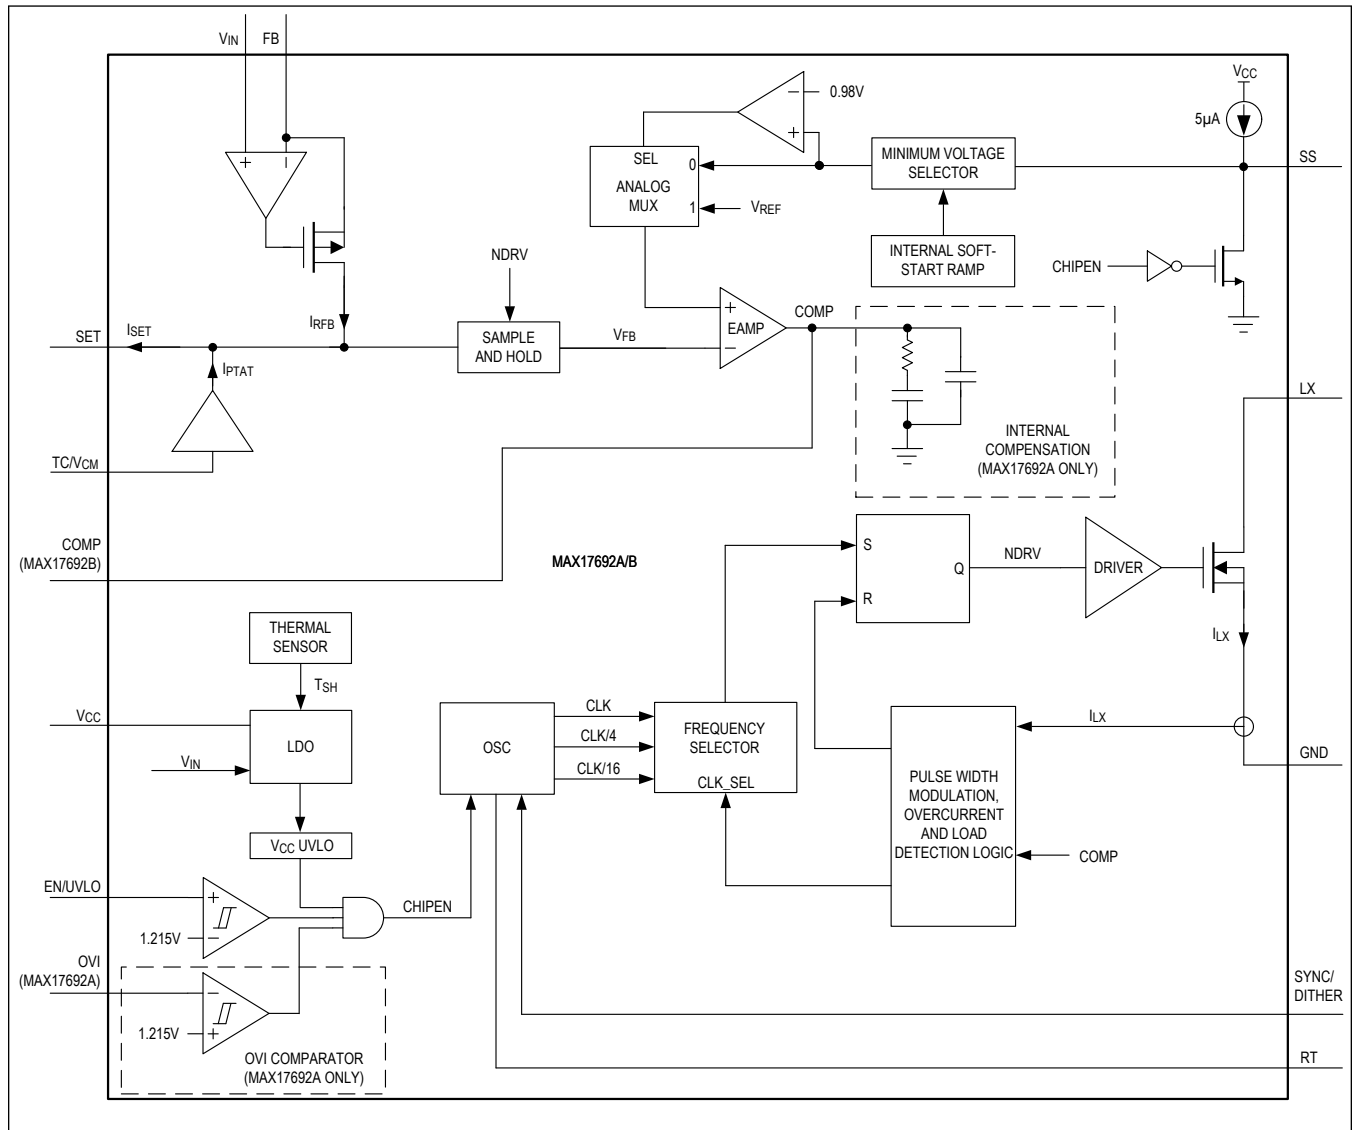 VIN
FB
+
−
IRFB
SET
ISET
IPTAT
TC/VCM
NDRV
SAMPLE
AND HOLD
VFB
−
0.98V
+
SEL
ANALOG
MUX
0
1
VREF
MINIMUM VOLTAGE
SELECTOR
INTERNAL SOFT-
START RAMP
VCC
5µA
SS
CHIPEN
+
EAMP
−
COMP
INTERNAL
COMPENSATION
(MAX17692A ONLY)
LX
COMP
(MAX17692B)
MAX17692A/B
S
R
Q
NDRV
DRIVER
ILX
THERMAL
SENSOR
TSH
VCC
LDO
VIN
VCC UVLO
OSC
CLK
CLK/4
CLK/16
FREQUENCY
SELECTOR
CLK_SEL
PULSE WIDTH
MODULATION,
OVERCURRENT
AND LOAD
DETECTION LOGIC
ILX
GND
COMP
EN/UVLO
+
1.215V
−
CHIPEN
OVI
(MAX17692A)
−
1.215V
+
OVI COMPARATOR
(MAX17692A ONLY)
SYNC/
DITHER
RT